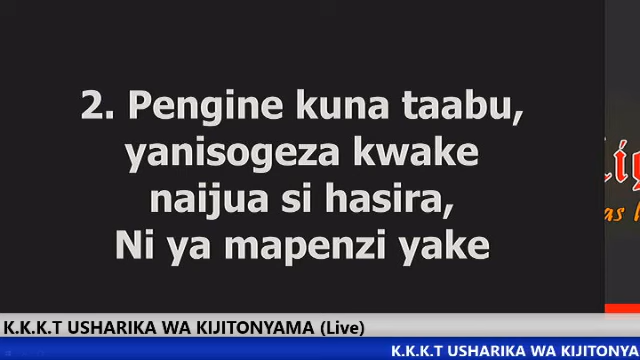 2. Pengine kuna taabu,
yanisogeza kwake
naijua si hasira,
Ni ya mapenzi yake
K.K.K.T USHARIKA WA KIJITONYAMA (Live)
K.K.K.T USHARIKA WA KIJITONYA